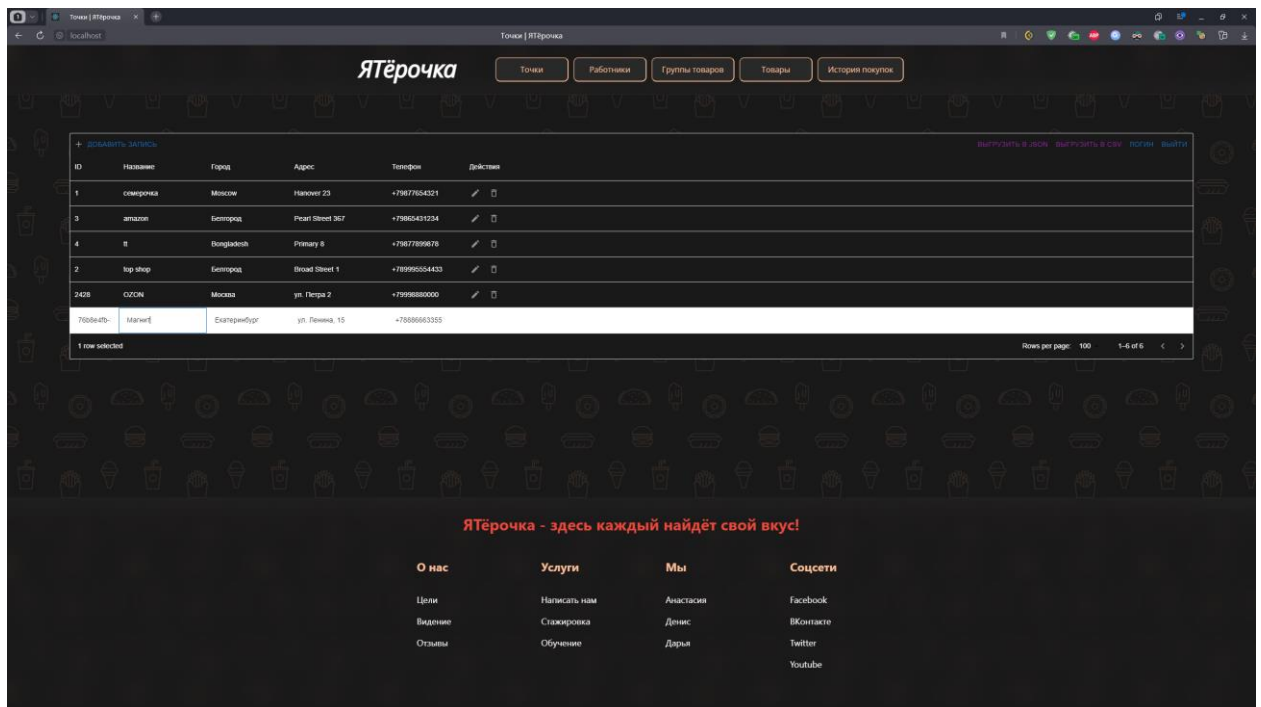 Точки | ЯТёрочка
localhost
Точки | ЯТёрочка
ЯТёрочка
Точки
Работники
Группы товаров
Товары
История покупок
+ ДОБАВИТЬ ЗАПИСЬ
ВЫГРУЗИТЬ В JSON ВЫГРУЗИТЬ В CSV ЛОГИН ВЫЙТИ
ID Название Город Адрес Телефон Действия
1 семерочка Moscow Hanover 23 +79877654321
3 amazon Белгород Pearl Street 367 +79865431234
4 tt Bongladesh Primary 8 +79877899878
2 top shop Белгород Broad Street 1 +789995554433
2428 OZON Москва ул. Петра 2 +79998880000
76b6e4fb- Магнит Екатеринбург ул. Ленина, 15 +78886663355
1 row selected
Rows per page: 100 1–6 of 6
ЯТёрочка - здесь каждый найдёт свой вкус!
О нас Услуги Мы Соцсети
Цели Написать нам Анастасия Facebook
Видение Стажировка Денис ВКонтакте
Отзывы Обучение Дарья Twitter
Youtube